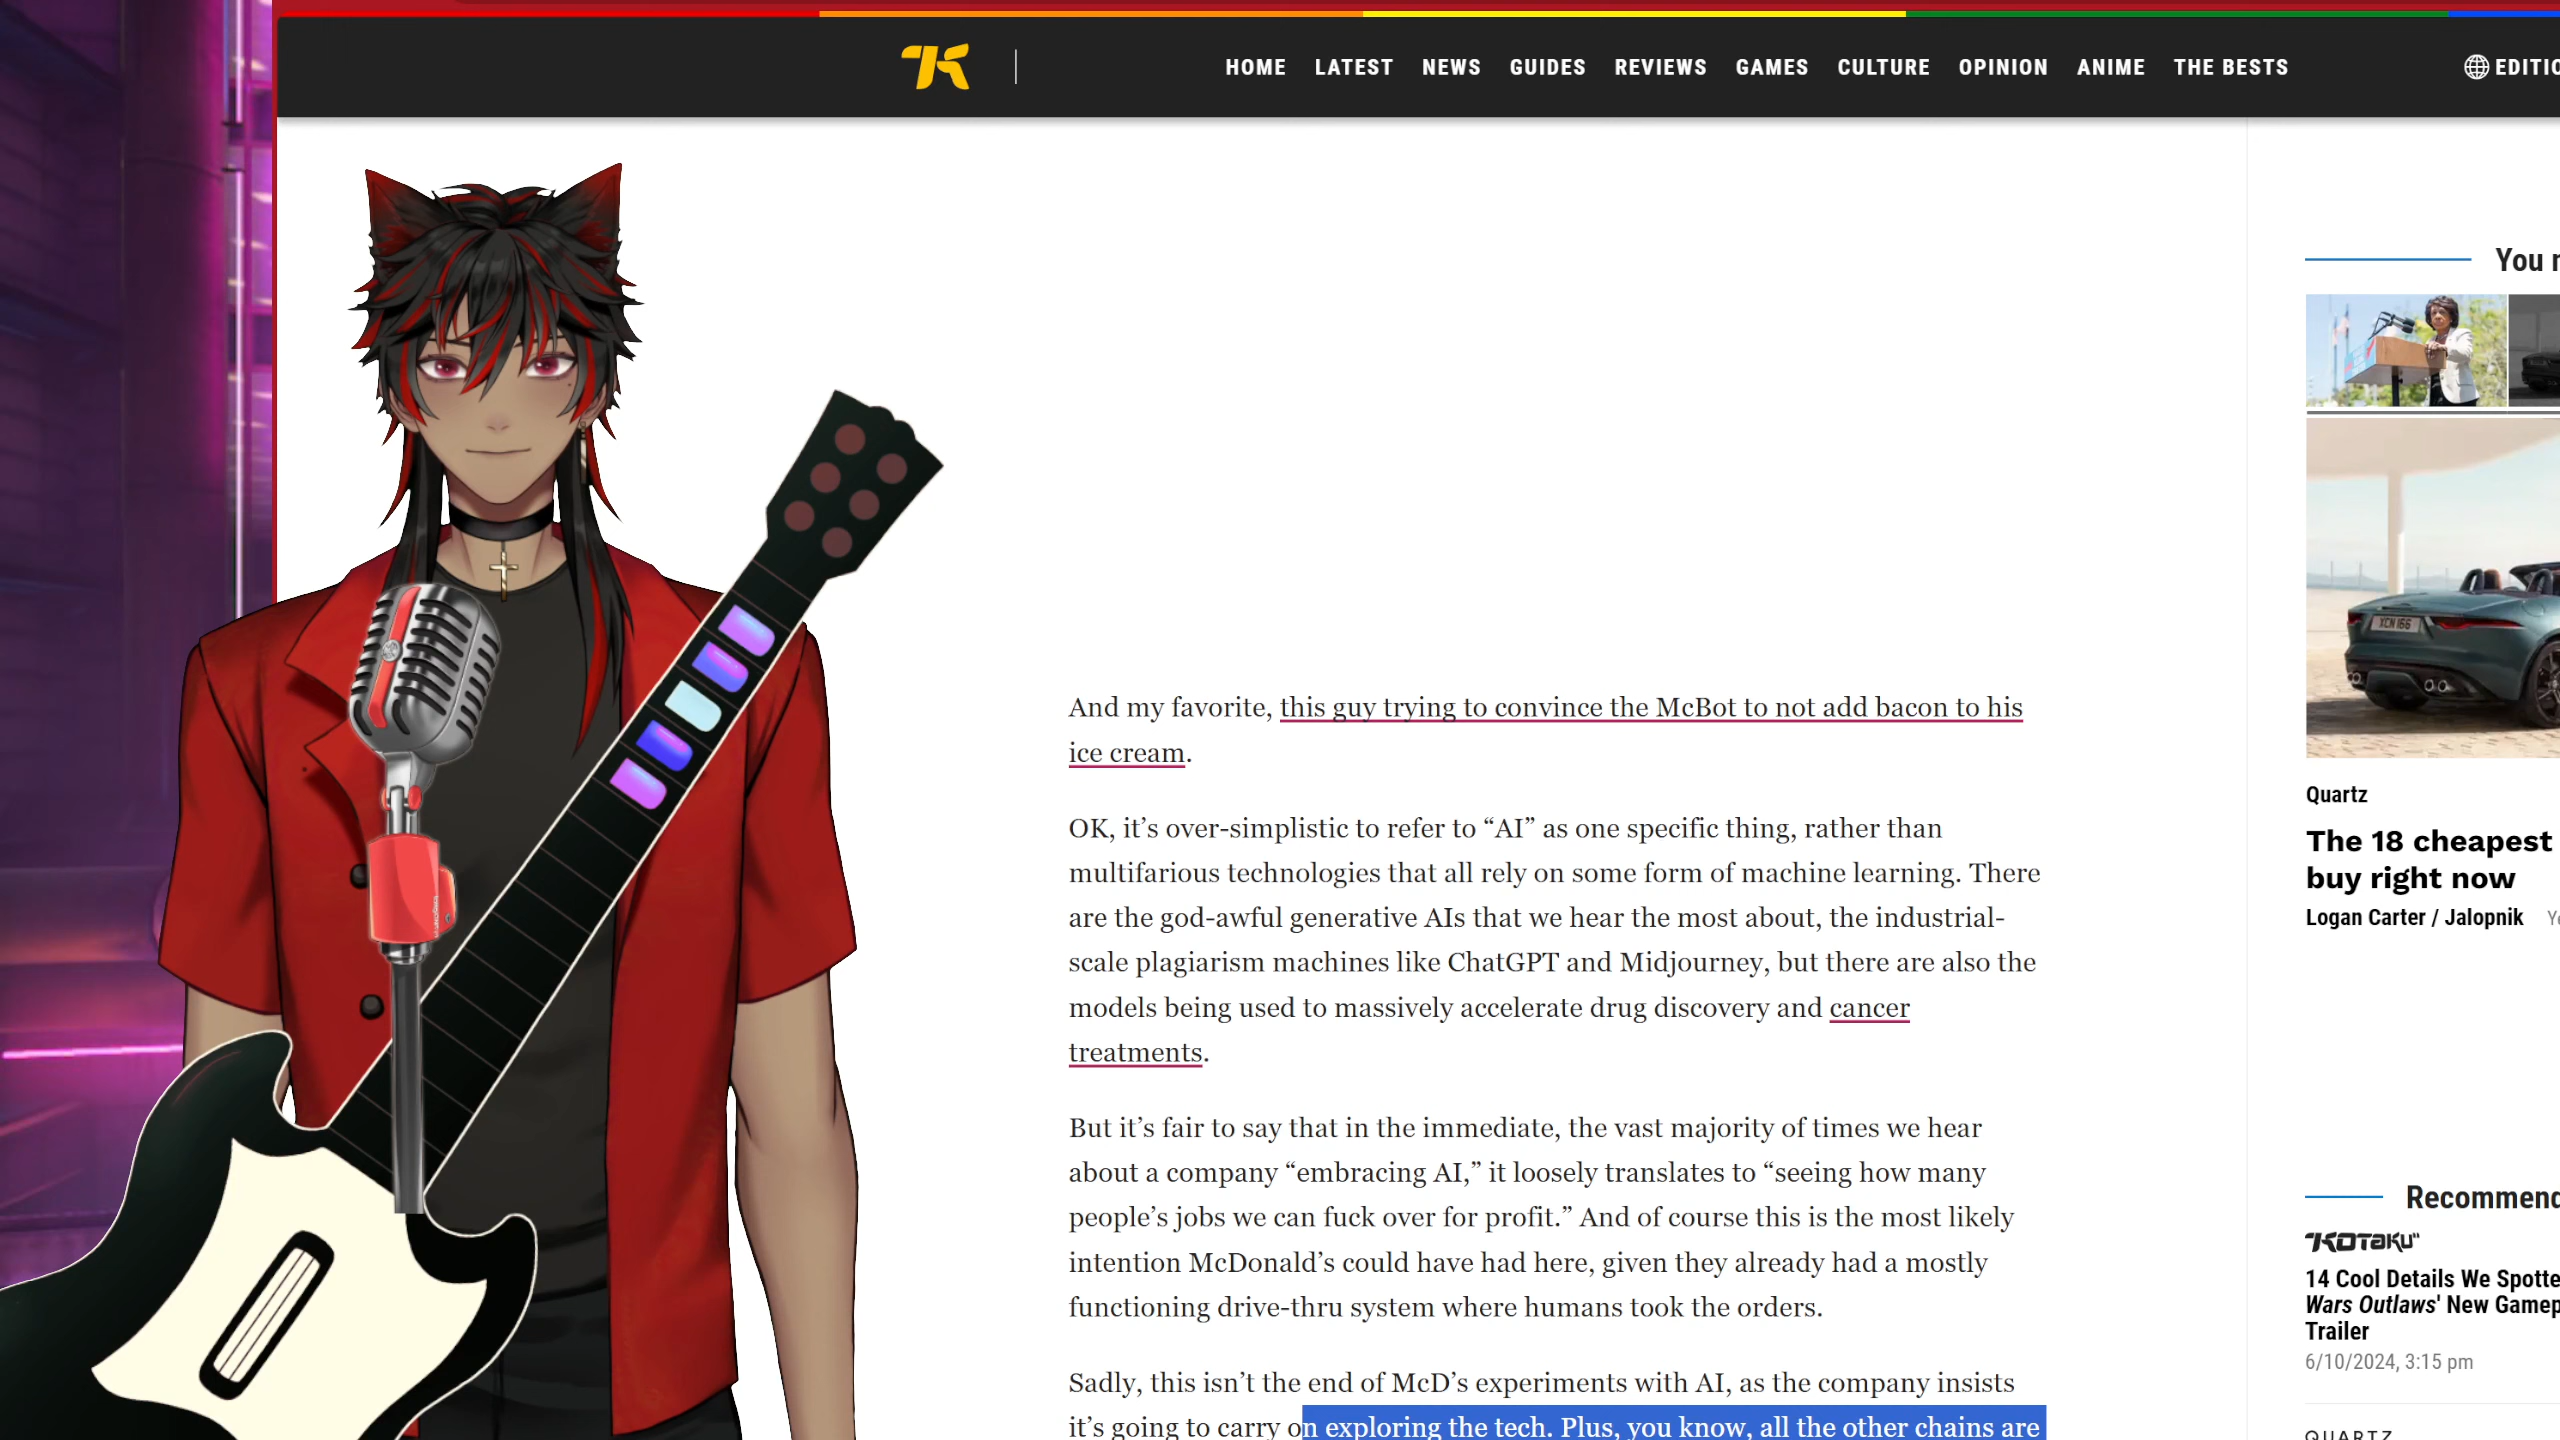 HOME LATEST NEWS GUIDES REVIEWS GAMES CULTURE OPINION ANIME THE BESTS
And my favorite, this guy trying to convince the McBot to not add bacon to his
ice cream.
OK, it’s over-simplistic to refer to “AI” as one specific thing, rather than
multifarious technologies that all rely on some form of machine learning. There
are the god-awful generative AIs that we hear the most about, the industrial-
scale plagiarism machines like ChatGPT and Midjourney, but there are also the
models being used to massively accelerate drug discovery and cancer
treatments.
But it’s fair to say that in the immediate, the vast majority of times we hear
about a company “embracing AI,” it loosely translates to “seeing how many
people’s jobs we can fuck over for profit.” And of course this is the most likely
intention McDonald’s could have had here, given they already had a mostly
functioning drive-thru system where humans took the orders.
Sadly, this isn’t the end of McD’s experiments with AI, as the company insists
it’s going to carry on exploring the tech. Plus, you know, all the other chains are
You
XCN 166
Quartz
The 18 cheapest
buy right now
Logan Carter / Jalopnik
KOTAKU
14 Cool Details We
Wars Outlaws' New
Trailer
6/10/2024, 3:15 pm